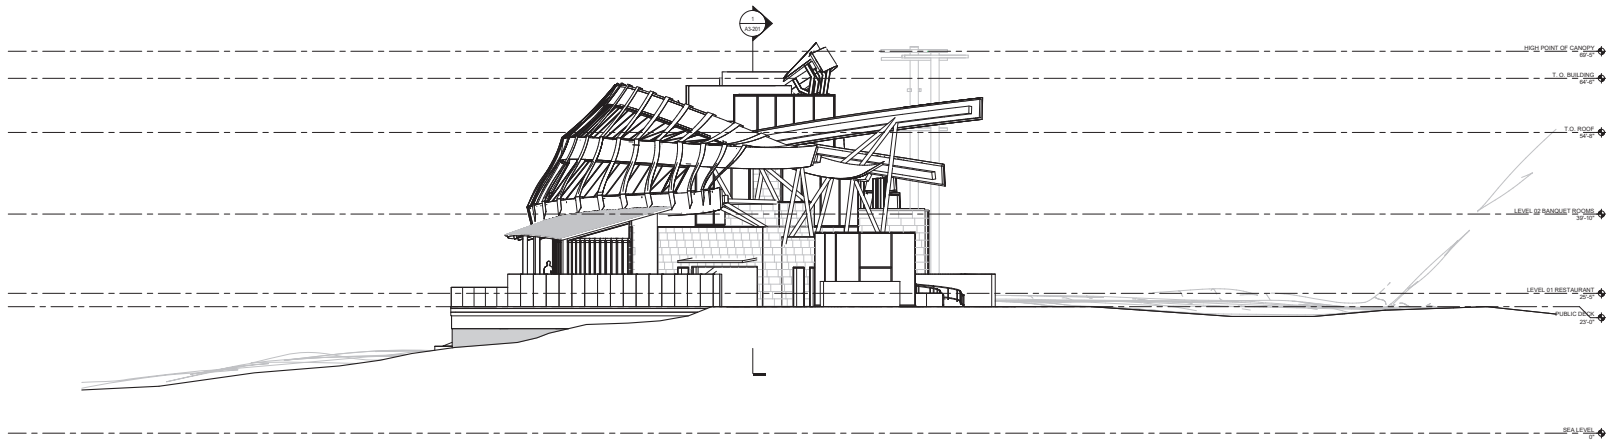 1
A3-201
HIGH POINT OF CANOPY
69'-5"
T. O. BUILDING
64'-6"
T.O. ROOF
54'-8"
LEVEL 02 BANQUET ROOMS
39'-10"
LEVEL 01 RESTAURANT
25'-5"
PUBLIC DECK
23'-0"
SEA LEVEL
0"